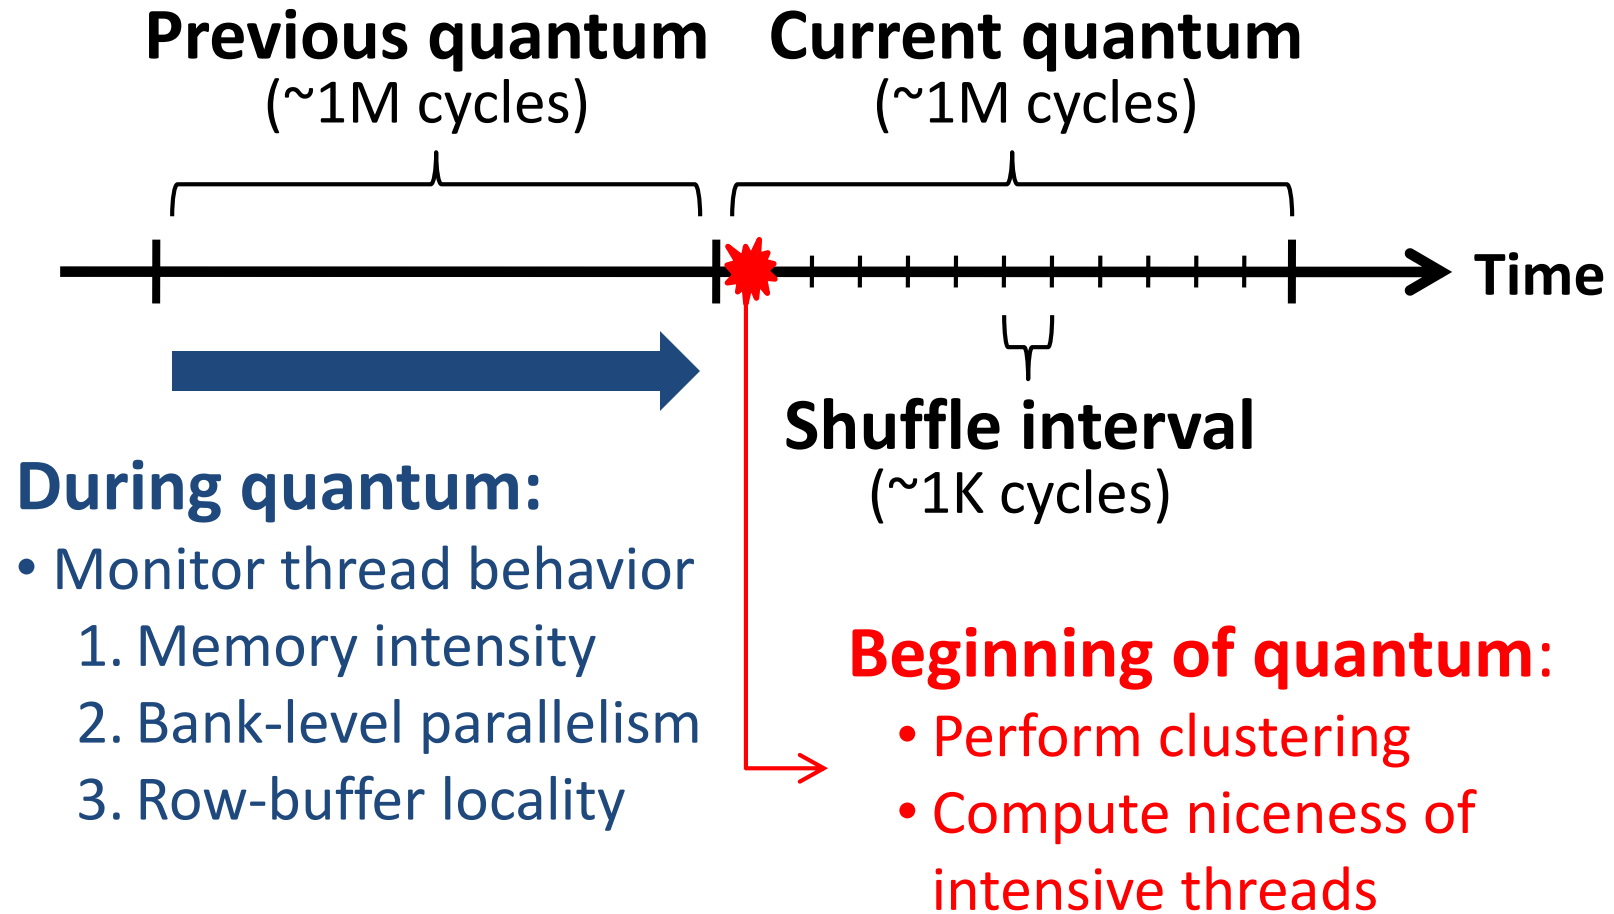 Previous quantum
(~1M cycles)
Current quantum
(~1M cycles)
Time
Shuffle interval
(~1K cycles)
During quantum:
• Monitor thread behavior
1. Memory intensity
2. Bank-level parallelism
3. Row-buffer locality
Beginning of quantum:
• Perform clustering
• Compute niceness of
intensive threads